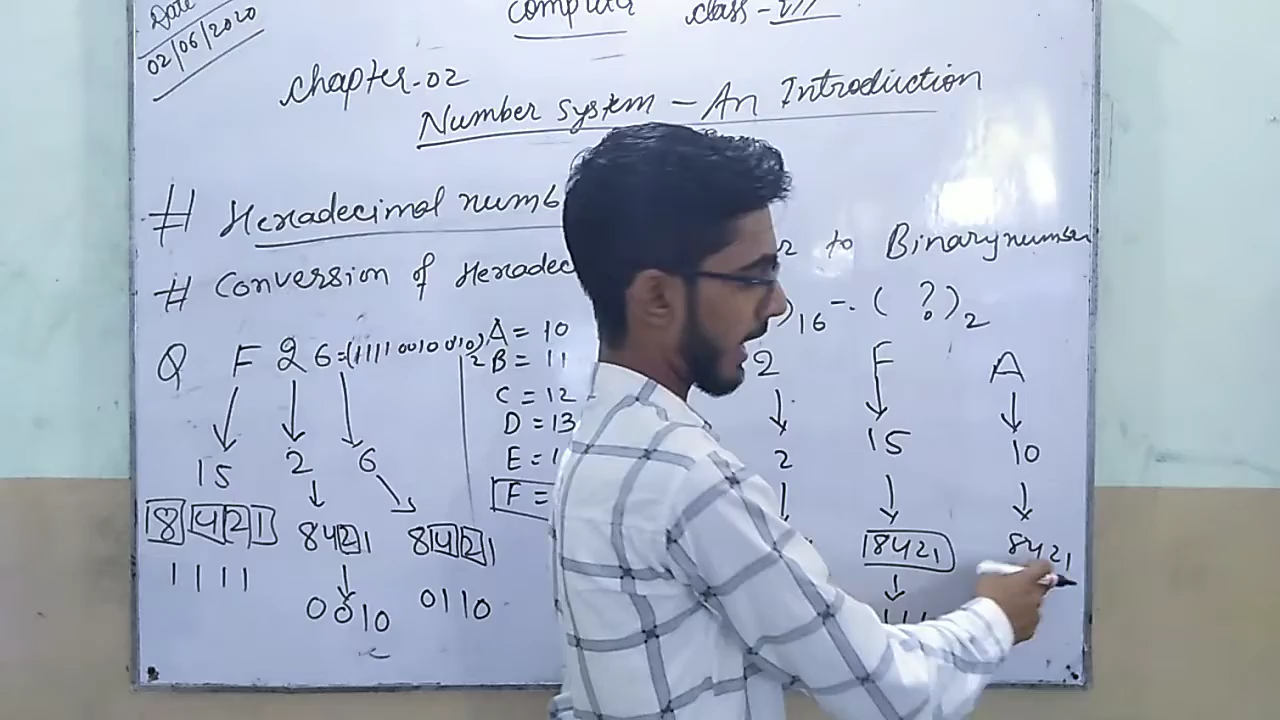 Date
02/06/2020
Computer class - VII
Chapter-02
Number System - An Introduction
# Hexadecimal numb
# Conversion of Hexadec r to Binary number
)16 - ( ? )2
Q F 2 6 = (1111 0010 0110)2
15 2 6
8421 8421 8421
1111 0010 0110
A = 10
B = 11
C = 12
D = 13
E = 1
F =
2 F A
2 15 10
8421 8421
111